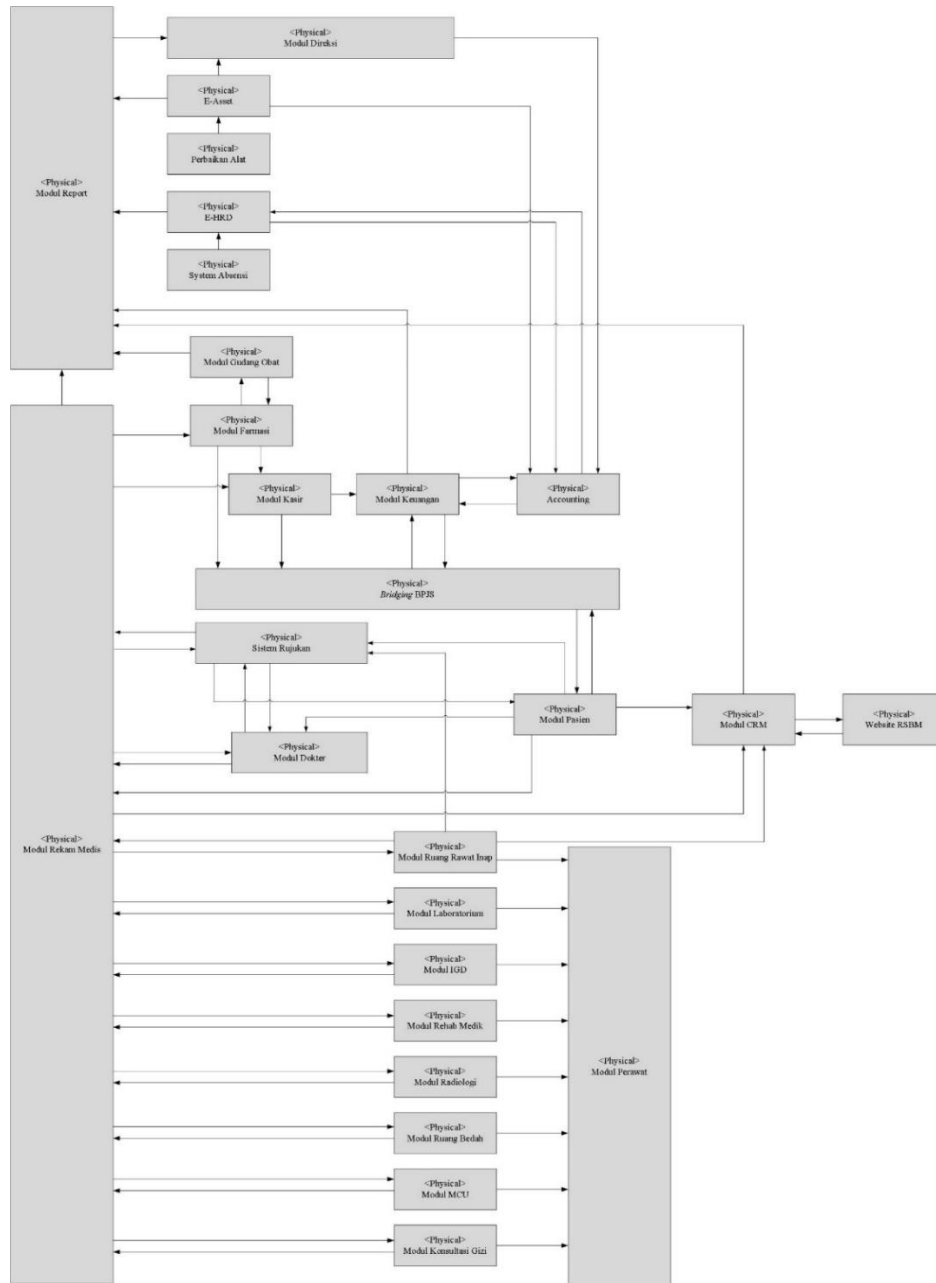 <Physical>
Modul Direksi
<Physical>
E-Asset
<Physical>
Perbaikan Alat
<Physical>
Modul Report
<Physical>
E-HRD
<Physical>
System Absensi
<Physical>
Modul Gudang Obat
<Physical>
Modul Farmasi
<Physical>
Modul Kasir
<Physical>
Modul Keuangan
<Physical>
Accounting
<Physical>
Bridging BPJS
<Physical>
Sistem Rujukan
<Physical>
Modul Pasien
<Physical>
Modul CRM
<Physical>
Website RSBM
<Physical>
Modul Dokter
<Physical>
Modul Rekam Medis
<Physical>
Modul Ruang Rawat Inap
<Physical>
Modul Laboratorium
<Physical>
Modul IGD
<Physical>
Modul Rehab Medik
<Physical>
Modul Perawat
<Physical>
Modul Radiologi
<Physical>
Modul Ruang Bedah
<Physical>
Modul MCU
<Physical>
Modul Konsultasi Gizi